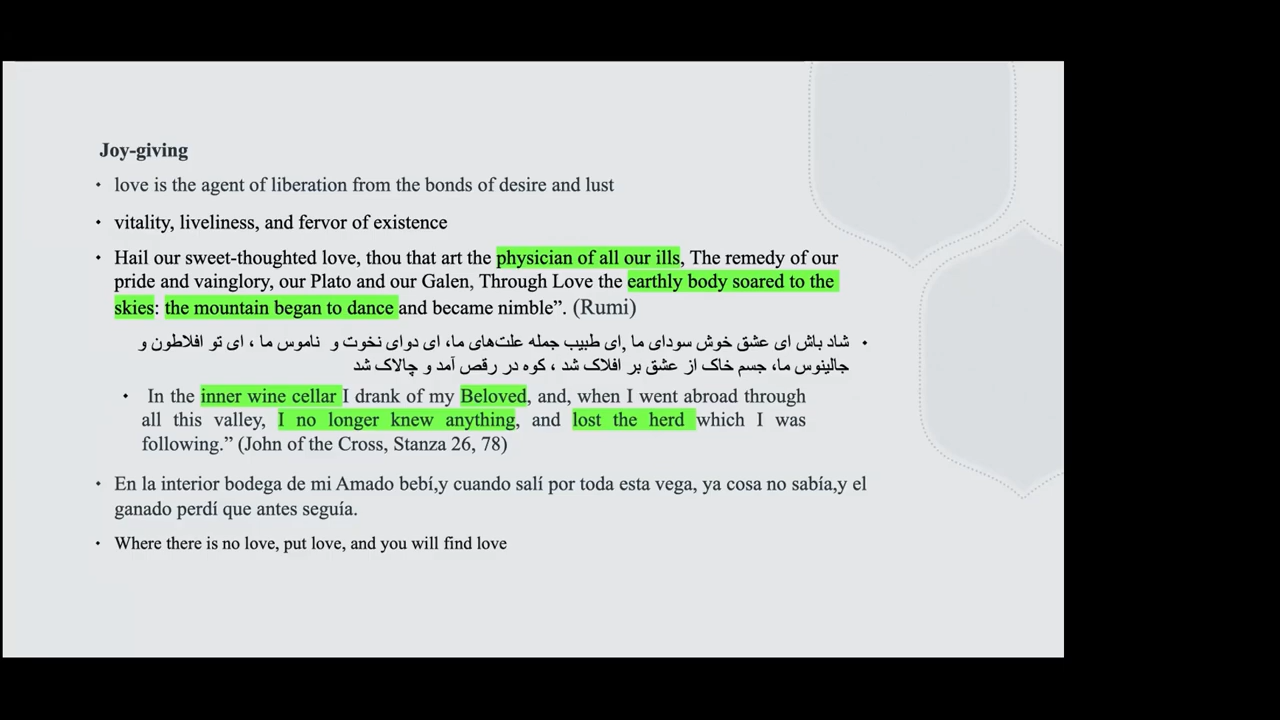 Joy-giving
• love is the agent of liberation from the bonds of desire and lust
• vitality, liveliness, and fervor of existence
• Hail our sweet-thoughted love, thou that art the physician of all our ills, The remedy of our
pride and vainglory, our Plato and our Galen, Through Love the earthly body soared to the
skies: the mountain began to dance and became nimble”. (Rumi)
• شاد باش ای عشق خوش سودای ما ,ای طبیب جمله علت‌های ما، ای دوای نخوت و ناموس ما ، ای تو افلاطون و
جالینوس ما، جسم خاک از عشق بر افلاک شد ، کوه در رقص آمد و چالاک شد
• In the inner wine cellar I drank of my Beloved, and, when I went abroad through
all this valley, I no longer knew anything, and lost the herd which I was
following.” (John of the Cross, Stanza 26, 78)
• En la interior bodega de mi Amado bebí,y cuando salí por toda esta vega, ya cosa no sabía,y el
ganado perdí que antes seguía.
• Where there is no love, put love, and you will find love